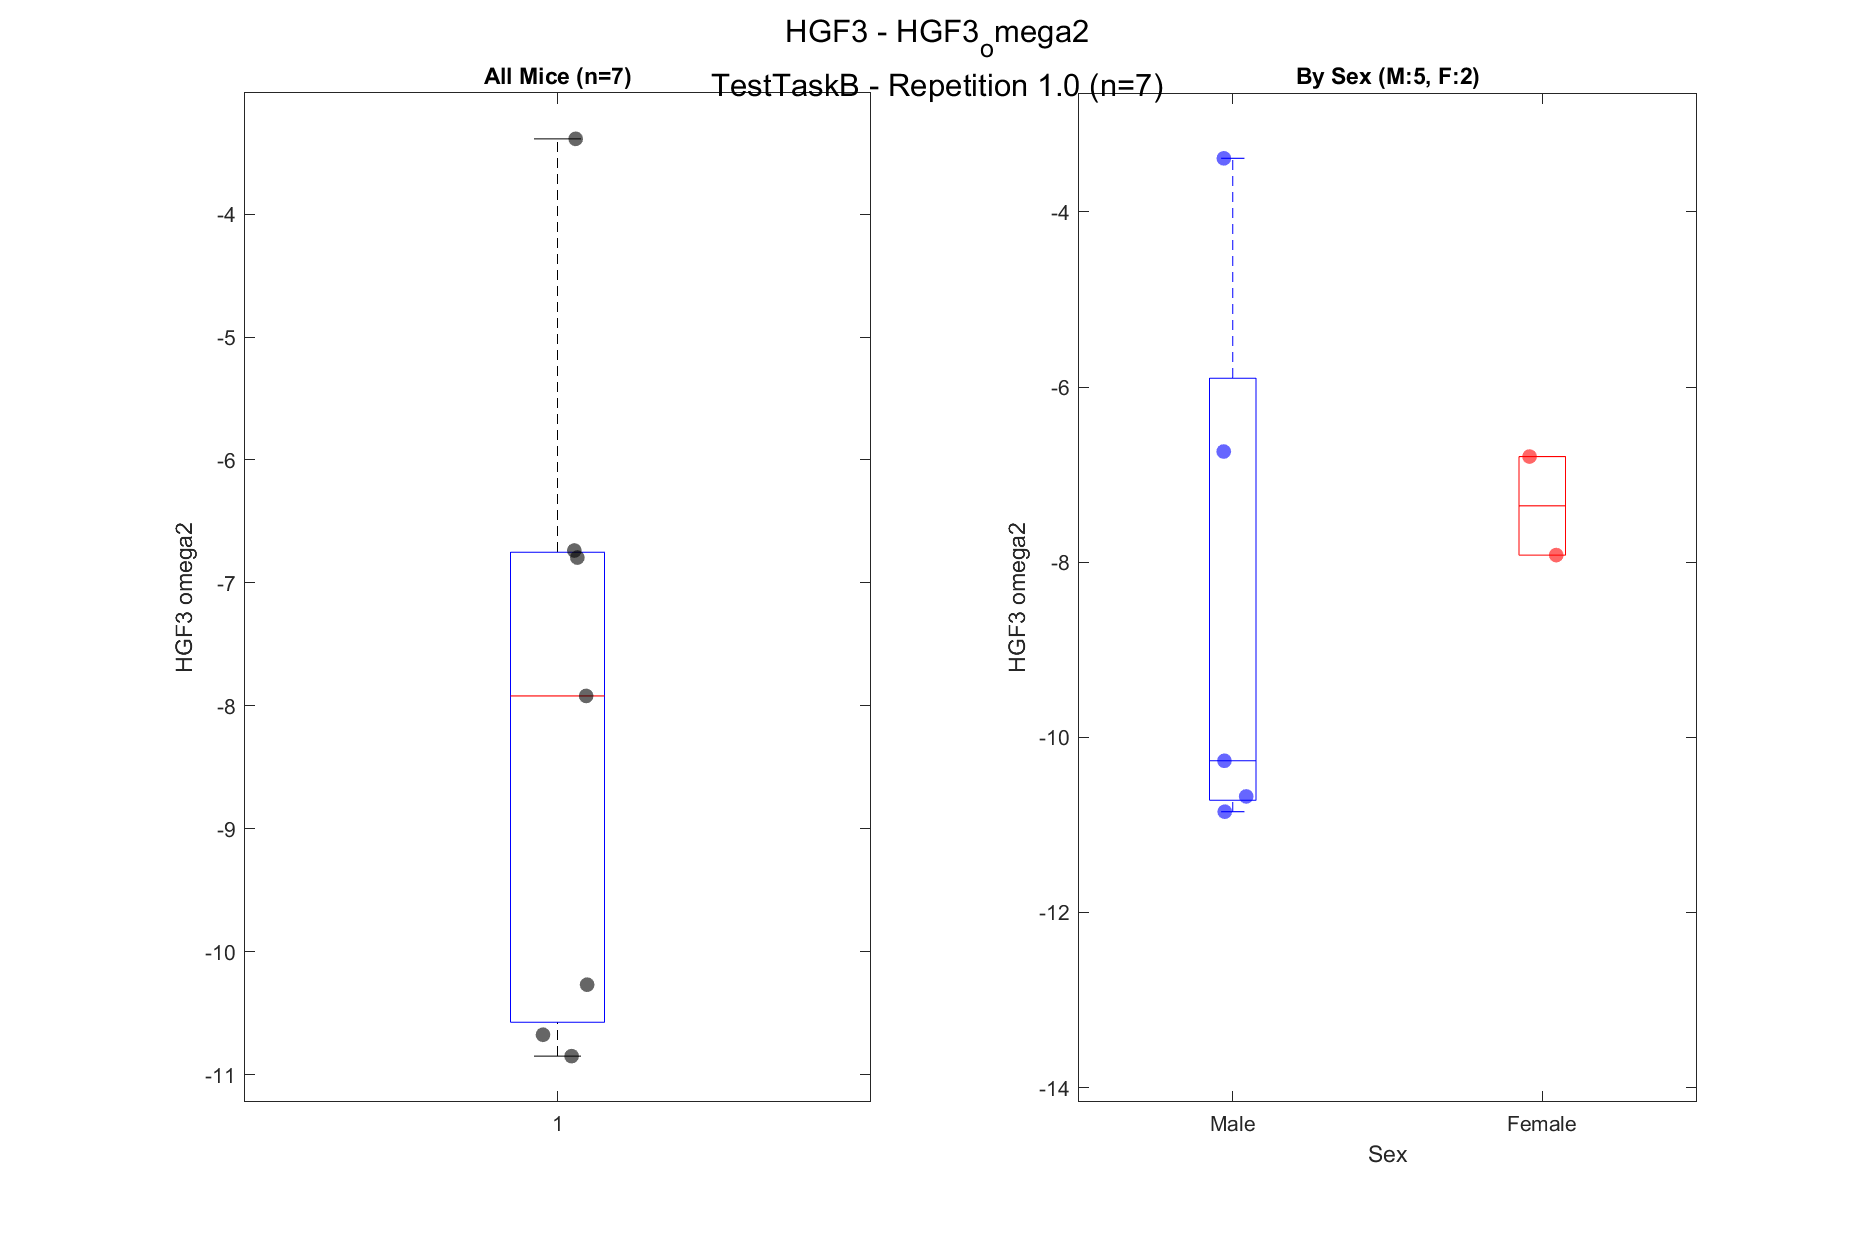 HGF3 - HGF3omega2
TestTaskB - Repetition 1.0 (n=7)
All Mice (n=7)
HGF3 omega2
-4
-5
-6
-7
-8
-9
-10
-11
1
By Sex (M:5, F:2)
HGF3 omega2
-4
-6
-8
-10
-12
-14
Male
Female
Sex